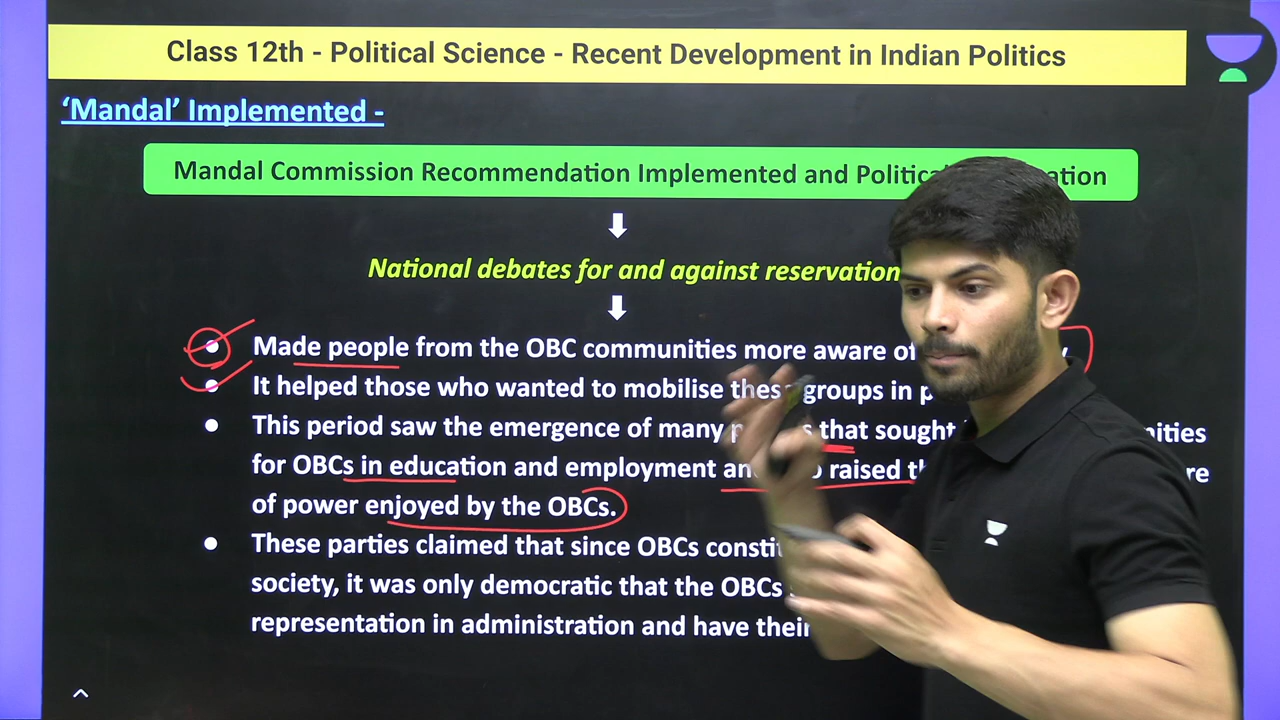 Class 12th - Political Science - Recent Development in Indian Politics
‘Mandal’ Implemented -
Mandal Commission Recommendation Implemented and
National debates for and against reservation
Made people from the OBC communities more aware of
It helped those who wanted to mobilise these groups in
This period saw the emergence of many that sought
for OBCs in education and employment raised
of power enjoyed by the OBCs.
These parties claimed that since OBCs
society, it was only democratic that the OBCs
representation in administration and have their